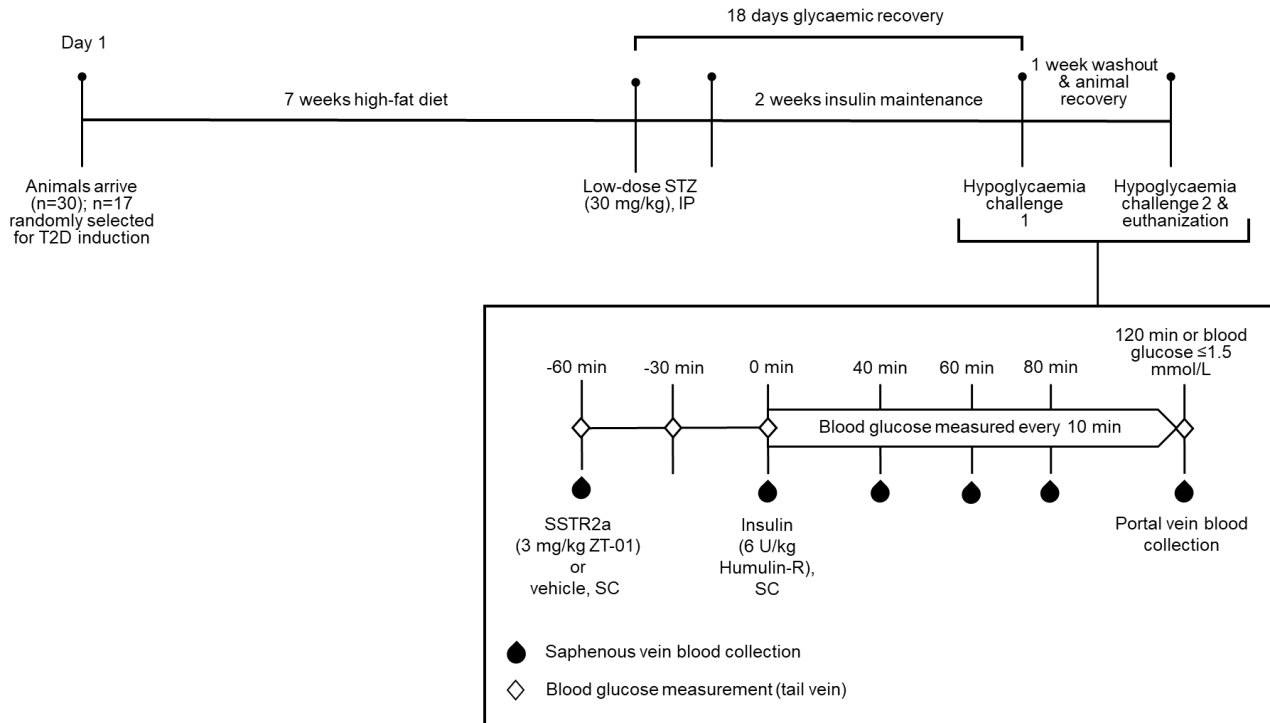 18 days glycaemic recovery
Day 1
1 week washout
& animal
recovery
7 weeks high-fat diet
2 weeks insulin maintenance
Animals arrive
(n=30); n=17
randomly selected
for T2D induction
Low-dose STZ
(30 mg/kg), IP
Hypoglycaemia
challenge
1
Hypoglycaemia
challenge 2 &
euthanization
-60 min
-30 min
0 min
40 min
60 min
80 min
120 min or blood
glucose ≤1.5
mmol/L
Blood glucose measured every 10 min
SSTR2a
(3 mg/kg ZT-01)
or
vehicle, SC
Insulin
(6 U/kg
Humulin-R),
SC
Portal vein blood
collection
Saphenous vein blood collection
Blood glucose measurement (tail vein)